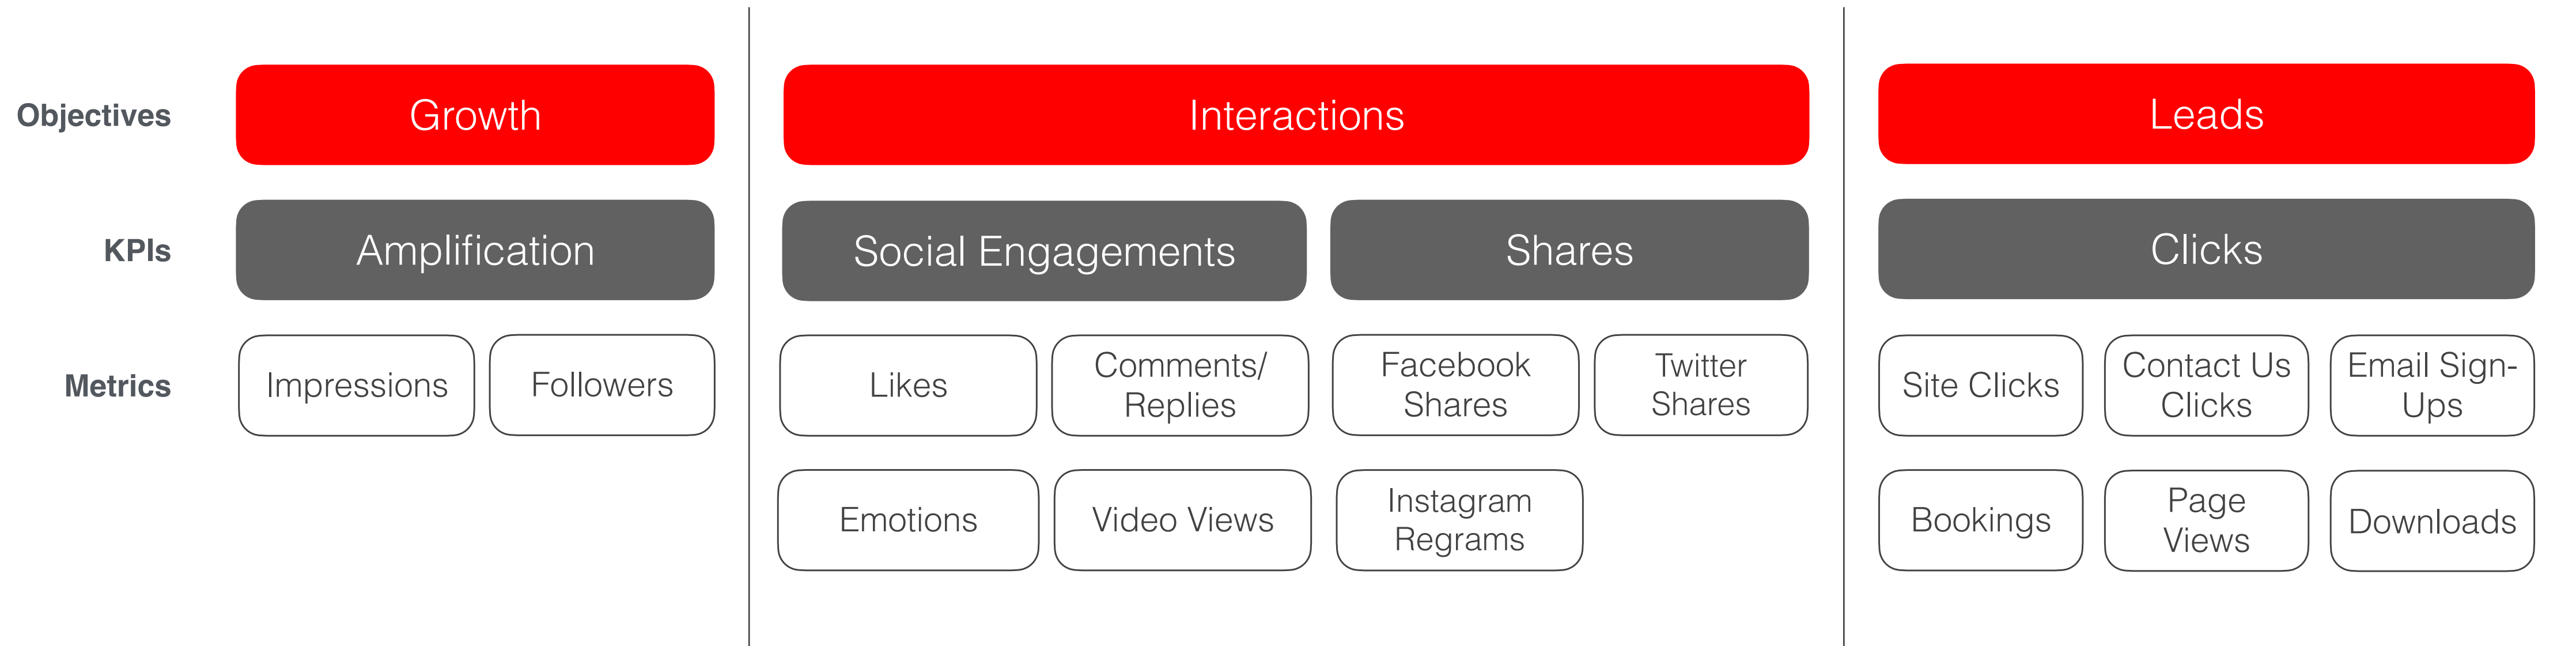 Objectives
Growth
Interactions
Leads
KPIs
Amplification
Social Engagements
Shares
Clicks
Metrics
Impressions
Followers
Likes
Comments/
Replies
Facebook
Shares
Twitter
Shares
Site Clicks
Contact Us
Clicks
Email Sign-
Ups
Emotions
Video Views
Instagram
Regrams
Bookings
Page
Views
Downloads